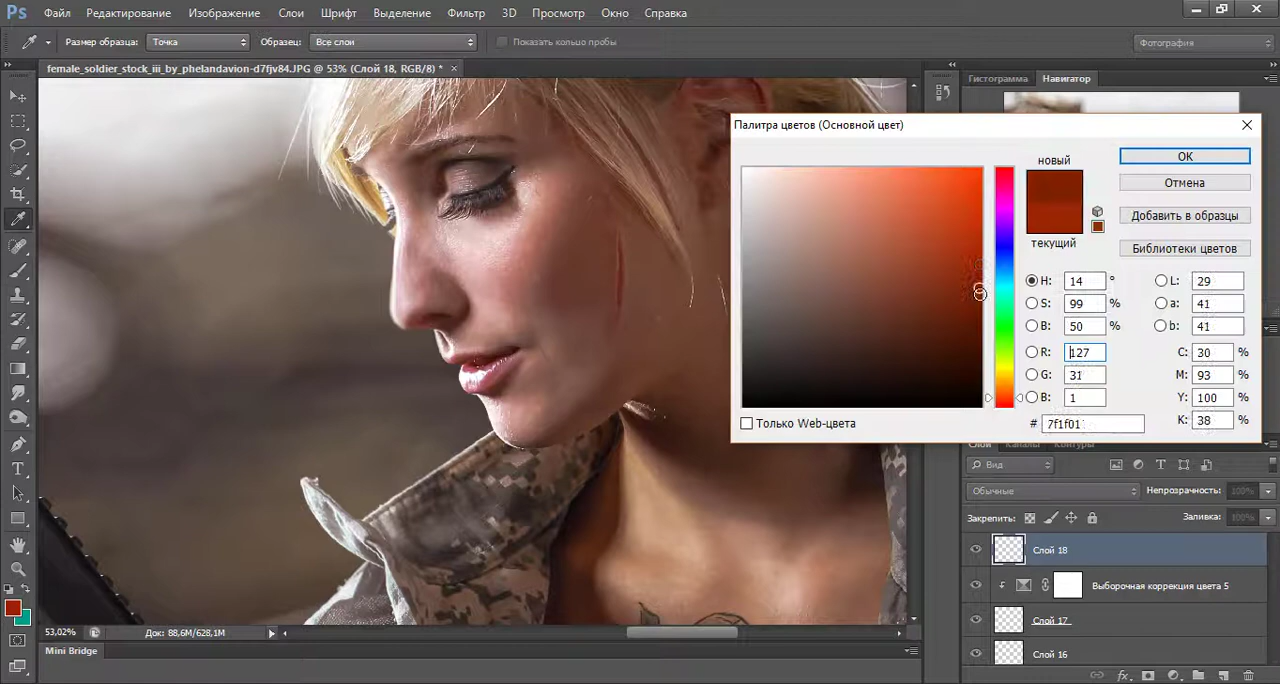 Ps Файл Редактирование Изображение Слои Шрифт Выделение Фильтр 3D Просмотр Окно Справка
Размер образца: Точка Образец: Все слои Показать кольцо пробы Фотография
female_soldier_stock_iii_by_phelandavion-d7fjv84.JPG @ 53% (Слой 18, RGB/8) * ×
Гистограмма Навигатор
Палитра цветов (Основной цвет)
новый
текущий
OK
Отмена
Добавить в образцы
Библиотеки цветов
H: 14 ° L: 29
S: 99 % a: 41
B: 50 % b: 41
R: 127 C: 30 %
G: 31 M: 93 %
B: 1 Y: 100 %
# 7f1f01 K: 38 %
Только Web-цвета
Слои Каналы Контуры
Вид
Обычные Непрозрачность: 100%
Закрепить: Заливка: 100%
Слой 18
Выборочная коррекция цвета 5
Слой 17
Слой 16
53,02% Док: 88,6M/628,1M
Mini Bridge